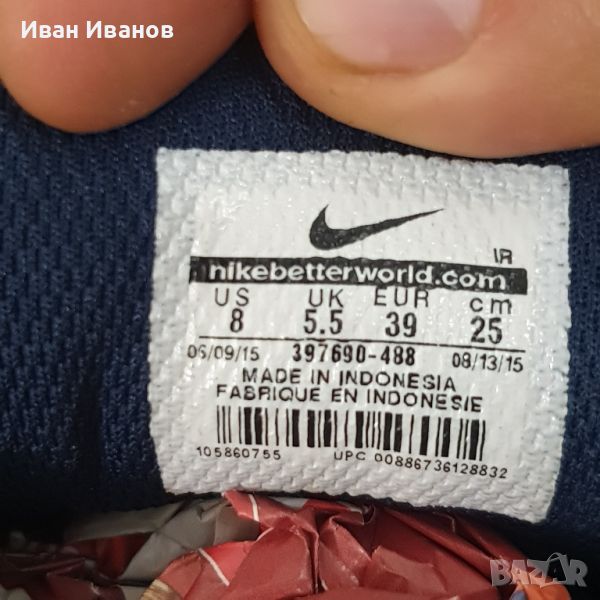 Иван Иванов
IR
nikebetterworld.com
US UK EUR cm
8 5.5 39 25
06/09/15 397690-488 08/13/15
MADE IN INDONESIA
FABRIQUE EN INDONESIE
105860755 UPC 00886736128832
BAZAR